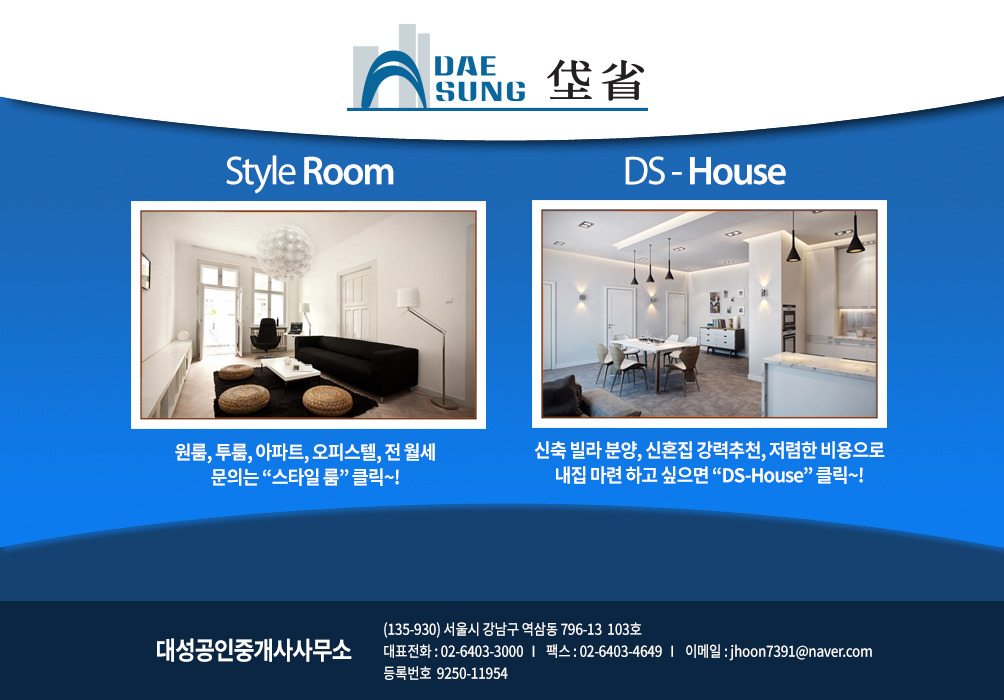 DAE
SUNG
垈省
Style Room
DS - House
원룸, 투룸, 아파트, 오피스텔, 전 월세
문의는 “스타일 룸” 클릭~!
신축 빌라 분양, 신혼집 강력추천, 저렴한 비용으로
내집 마련 하고 싶으면 “DS-House” 클릭~!
대성공인중개사사무소
(135-930) 서울시 강남구 역삼동 796-13 103호
대표전화 : 02-6403-3000 I 팩스 : 02-6403-4649 I 이메일 : jhoon7391@naver.com
등록번호 9250-11954